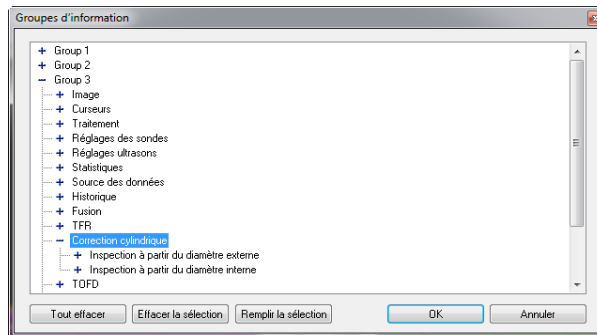 Groupes d'information
Group 1
Group 2
Group 3
Image
Curseurs
Traitement
Réglages des sondes
Réglages ultrasons
Statistiques
Source des données
Historique
Fusion
TFR
Correction cylindrique
Inspection à partir du diamètre externe
Inspection à partir du diamètre interne
TOFD
Tout effacer Effacer la sélection Remplir la sélection OK Annuler